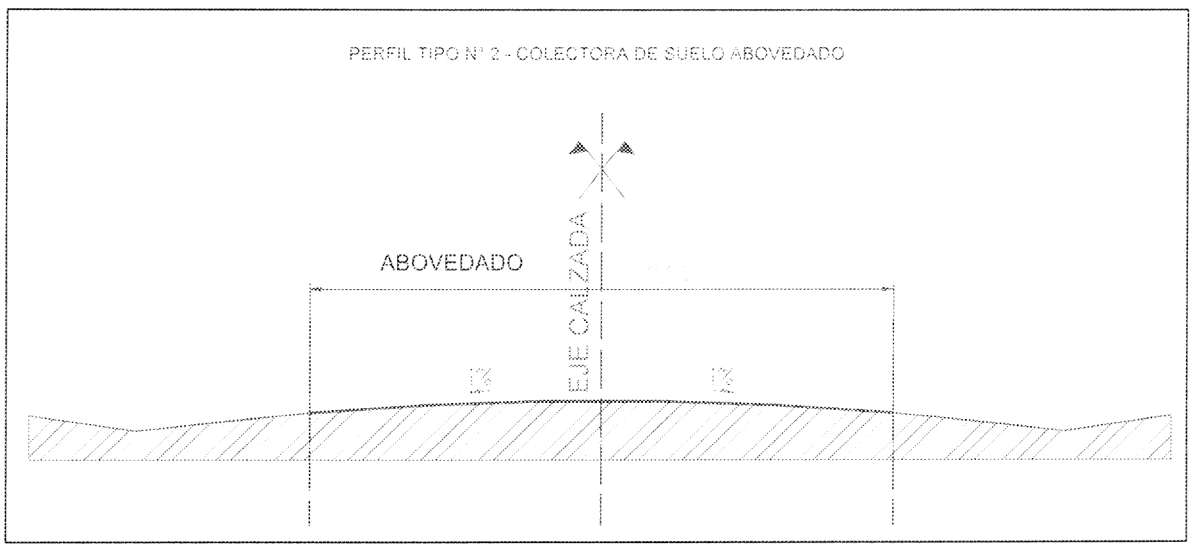 PERFIL TIPO N° 2 - COLECTORA DE SUELO ABOVEDADO
ABOVEDADO
EJE CALZADA